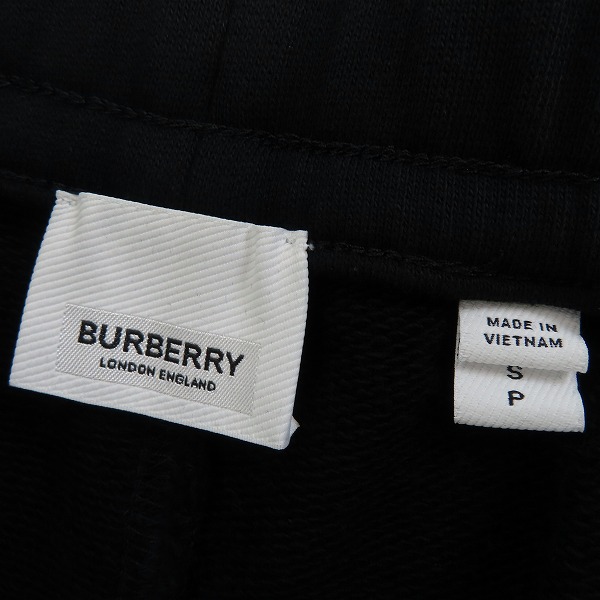 BURBERRY
LONDON ENGLAND
MADE IN
VIETNAM
S
P